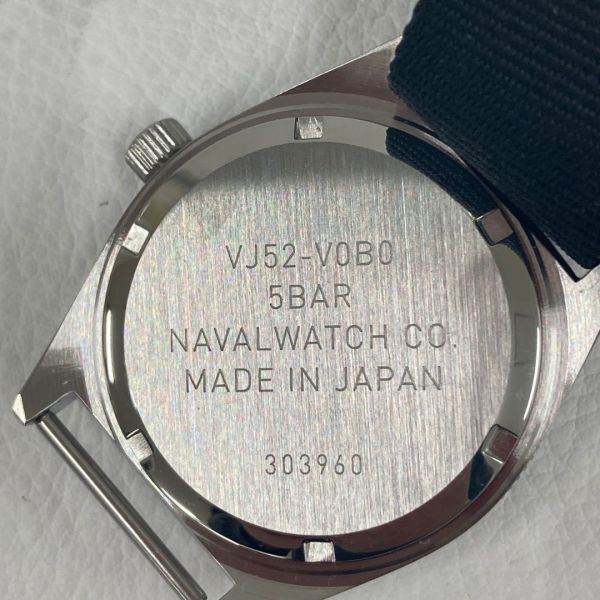 VJ52-V0B0
5BAR
NAVALWATCH CO.
MADE IN JAPAN
303960